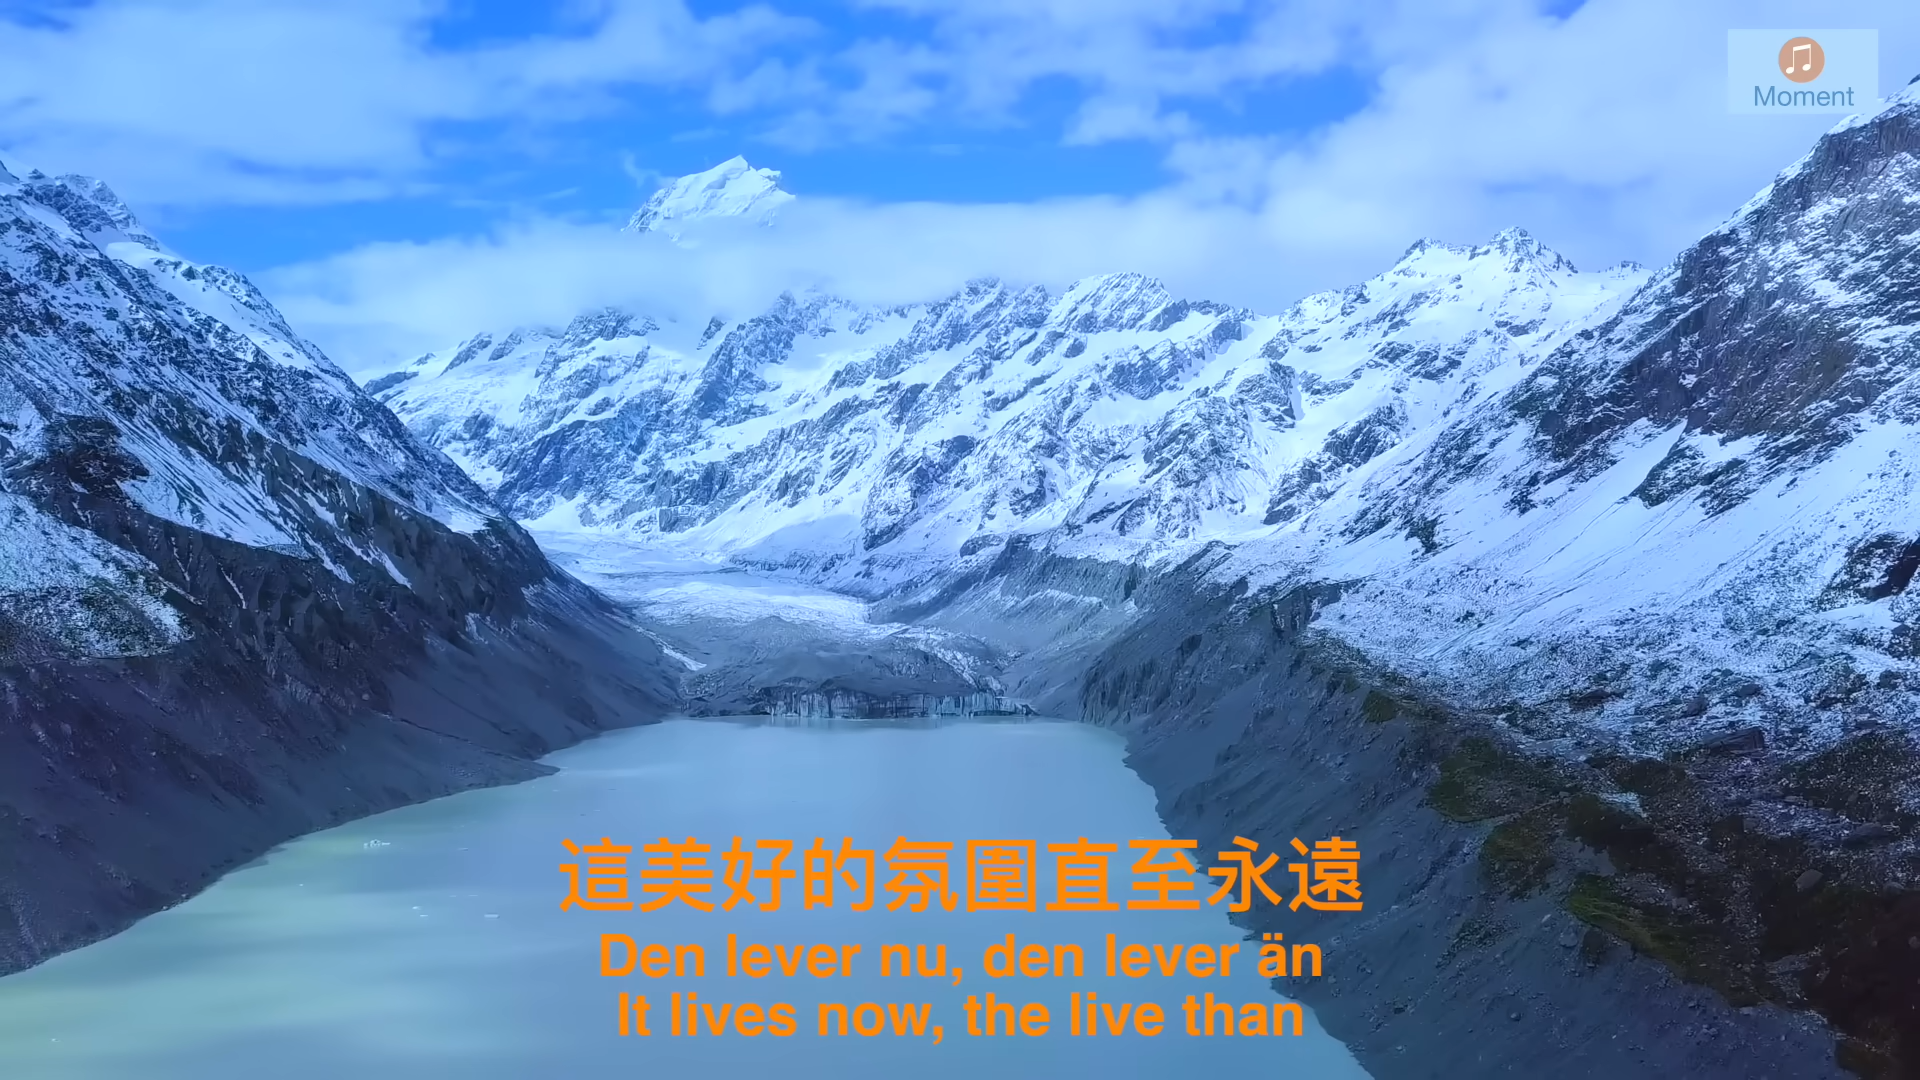 Moment
這美好的氛圍直至永遠
Den lever nu, den lever än
It lives now, the live than